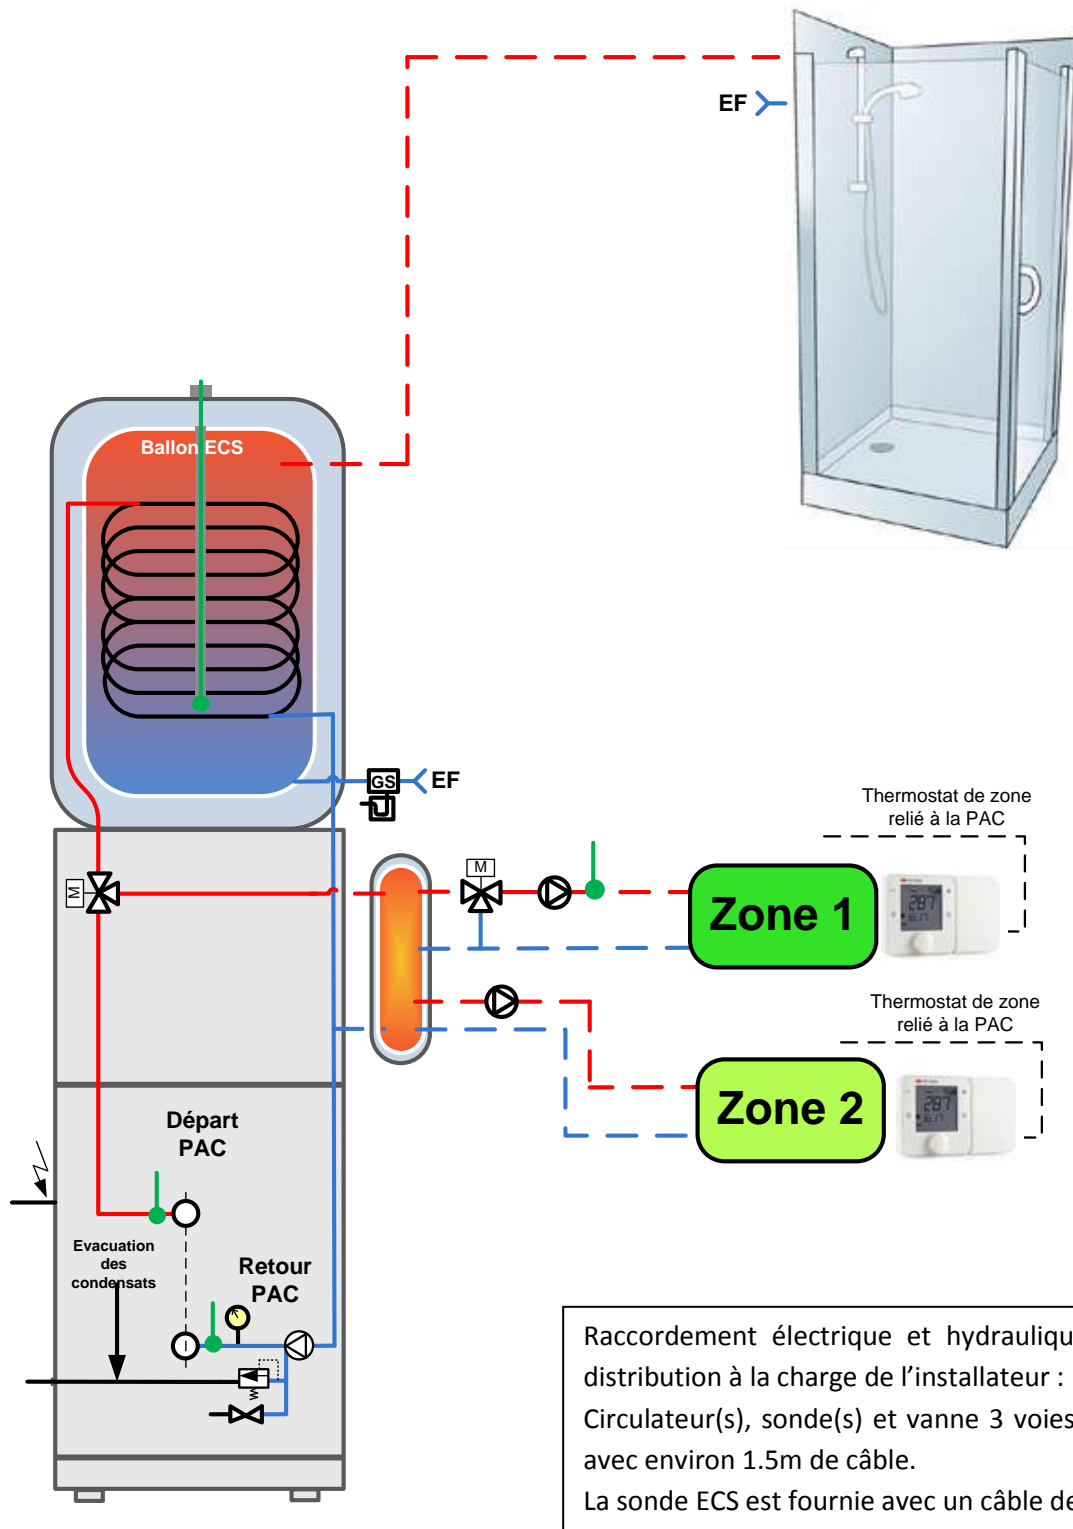 EF
Ballon ECS
GS
EF
Thermostat de zone
relié à la PAC
M
M
Zone 1
Thermostat de zone
relié à la PAC
Zone 2
Départ
PAC
Evacuation
des
condensats
Retour
PAC
Raccordement électrique et hydrauliqu
distribution à la charge de l'installateur :
Circulateur(s), sonde(s) et vanne 3 voies
avec environ 1.5m de câble.
La sonde ECS est fournie avec un câble de